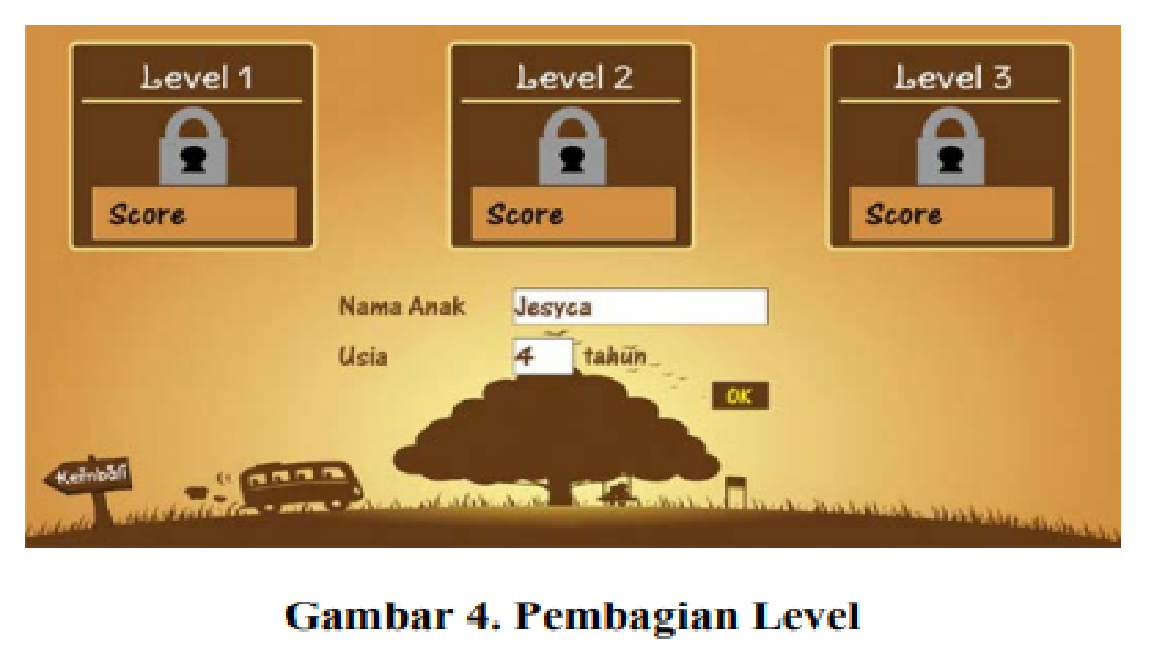 Level 1
Level 2
Level 3
Score
Score
Score
Nama Anak Jesyca
Usia 4 tahun
OK
Kembali
Gambar 4. Pembagian Level